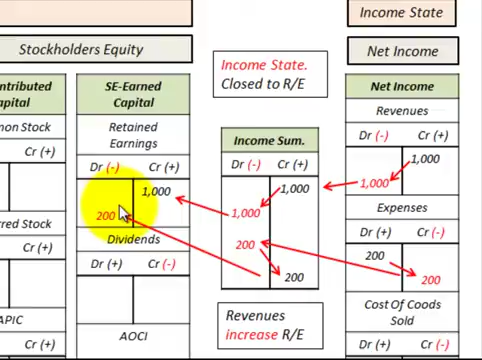 Income State
Stockholders Equity
Net Income
ntributed
apital
SE-Earned
Capital
Income State.
Closed to R/E
Net Income
mon Stock
Retained
Earnings
Revenues
Income Sum.
Cr (+)
Dr (-) Cr (+)
Dr (-) Cr (+)
Dr (-) Cr (+)
1,000
1,000
1,000
1,000
200
1,000
rred Stock
Dividends
Expenses
Cr (+)
Dr (+) Cr (-)
200
200
Dr (+) Cr (-)
200
200
APIC
AOCI
Revenues
increase R/E
Cost Of Goods
Sold
Cr (+)
Dr (+) Cr (-)